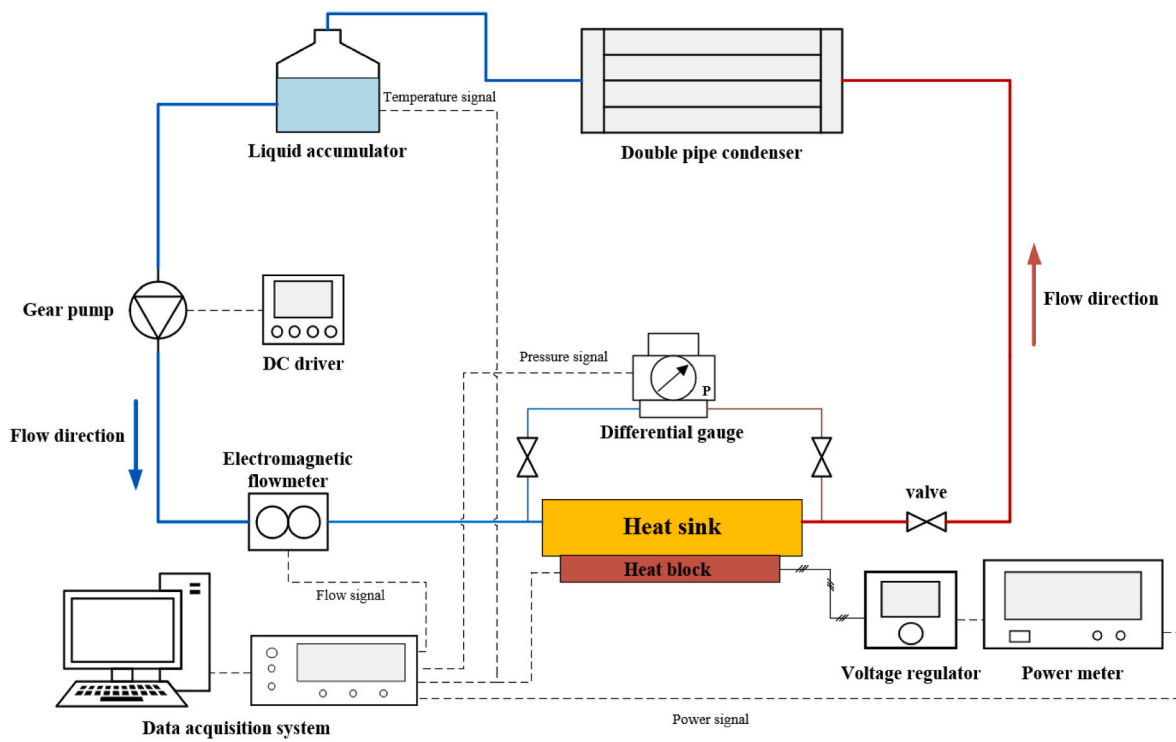 Temperature signal
Liquid accumulator
Double pipe condenser
Gear pump
DC driver
Flow direction
Pressure signal
P
Differential gauge
Flow direction
Electromagnetic
flowmeter
valve
Heat sink
Heat block
Flow signal
Voltage regulator
Power meter
Data acquisition system
Power signal